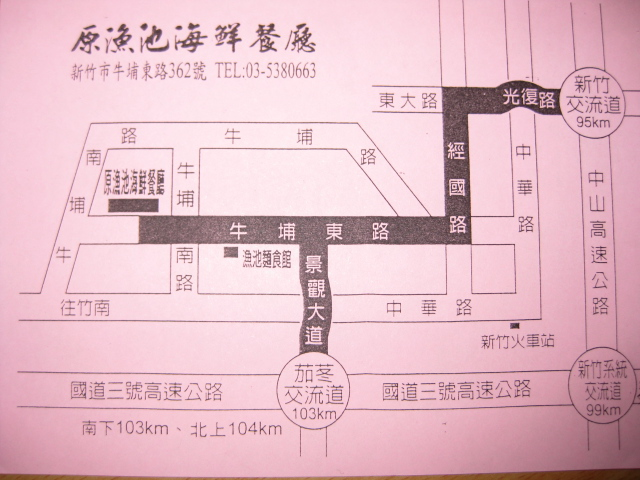 原漁池海鮮餐廳
新竹市牛埔東路362號 TEL:03-5380663
東大路
光復路
新竹
交流道
95km
路 牛 埔
路
南
埔
牛
原漁池海鮮餐廳
牛埔
南路
經國路
中華路
中山高速公路
牛埔東路
漁池麵食館
景觀大道
往竹南
中華路
新竹火車站
國道三號高速公路
茄苳
交流道
103km
國道三號高速公路
新竹系統
交流道
99km
南下103km、北上104km